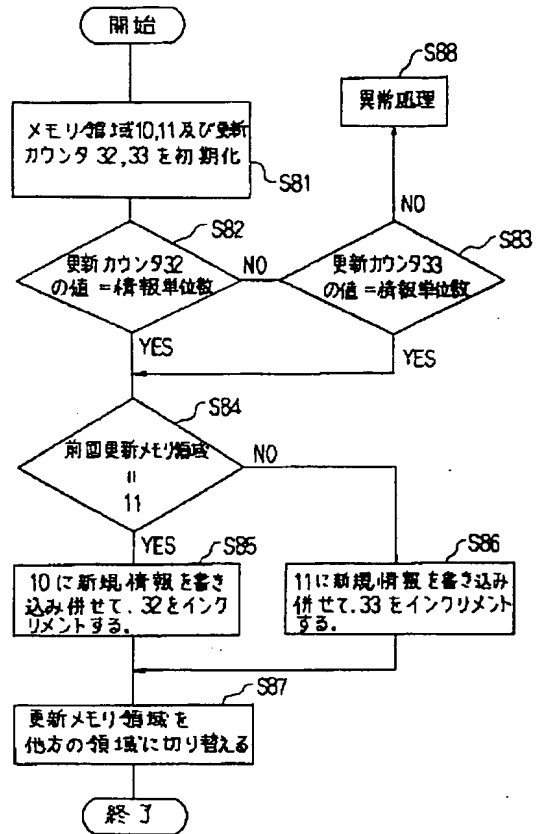 開始
メモリ領域10,11及び更新
カウンタ32,33を初期化
S81
S82
更新カウンタ32
の値=情報単位数
NO
YES
S83
更新カウンタ33
の値=情報単位数
NO
YES
S88
異常処理
S84
前回更新メモリ領域
=
11
NO
YES
S85
10に新規情報を書き
込み併せて、32をインク
リメントする。
S86
11に新規情報を書き込み
併せて、33をインクリメント
する。
S87
更新メモリ領域を
他方の領域に切り替える
終了